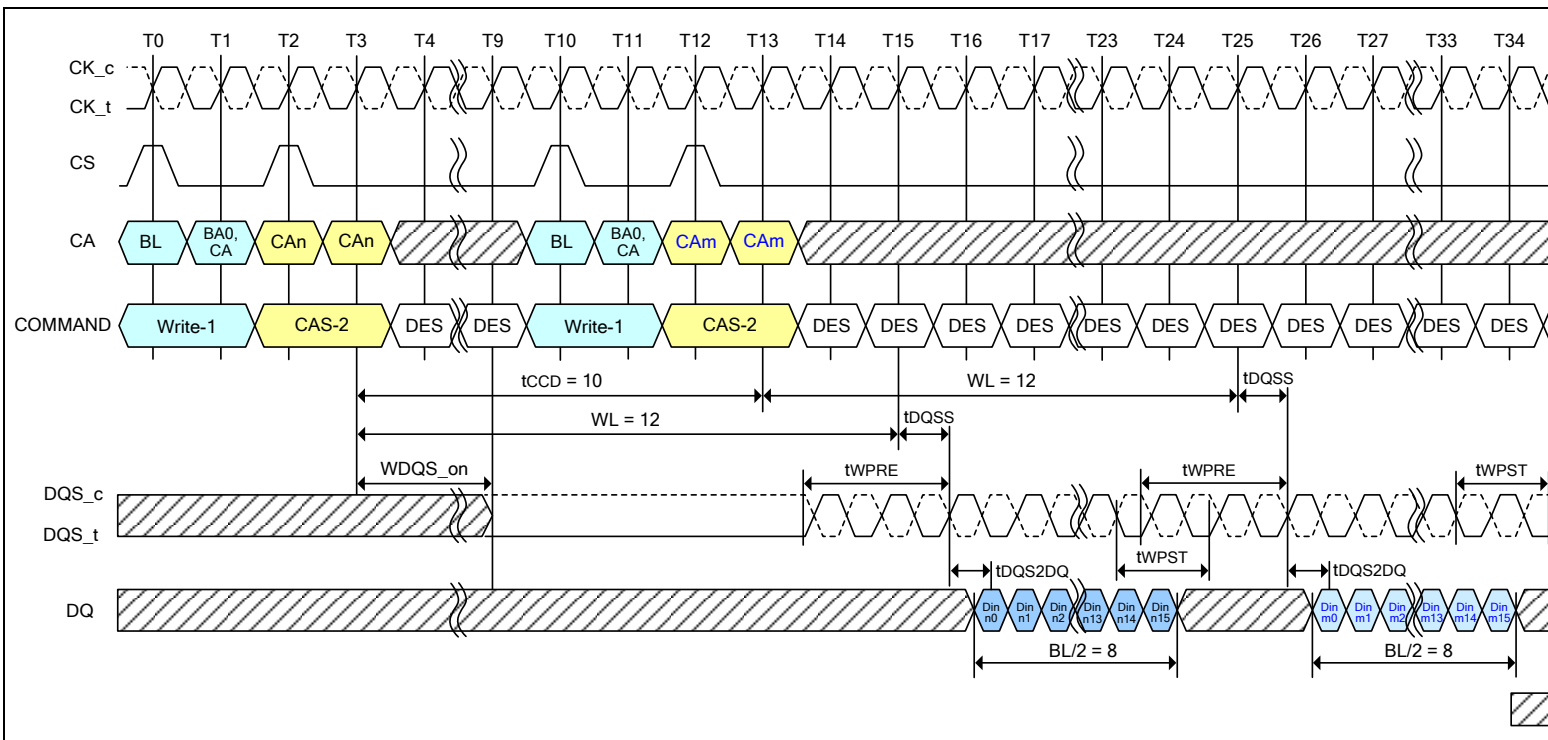 T0 T1 T2 T3 T4 T9 T10 T11 T12 T13 T14 T15 T16 T17 T23 T24 T25 T26 T27 T33 T34
CK_c
CK_t
CS
CA BL BA0, CA CAn CAn BL BA0, CA CAm CAm
COMMAND Write-1 CAS-2 DES DES Write-1 CAS-2 DES DES DES DES DES DES DES DES DES DES DES
tCCD = 10 WL = 12 tDQSS
WL = 12 tDQSS
WDQS_on tWPRE tWPRE tWPST
DQS_c
DQS_t
tWPST
tDQS2DQ tDQS2DQ
DQ Din n0 Din n1 Din n2 Din n13 Din n14 Din n15 Din m0 Din m1 Din m2 Din m13 Din m14 Din m15
BL/2 = 8 BL/2 = 8